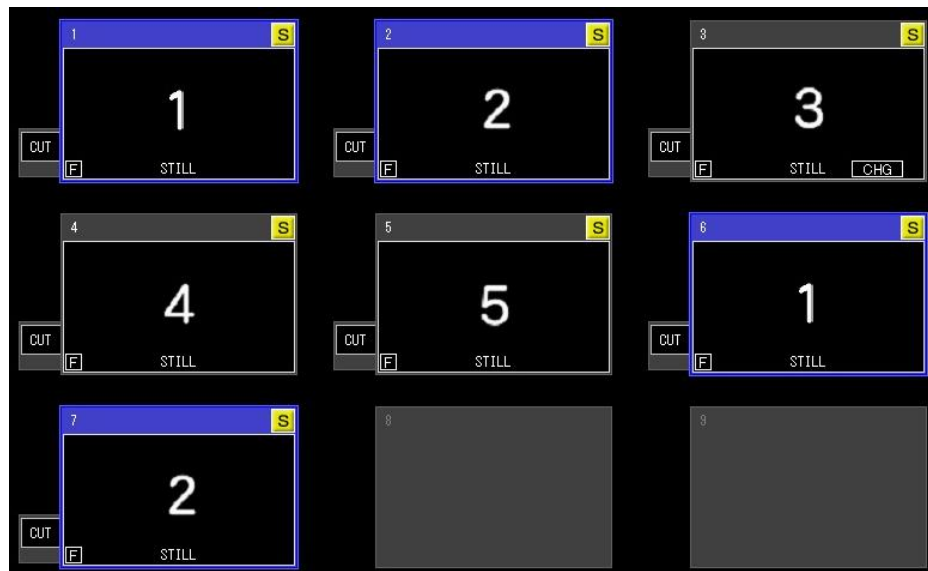 1 S 2 S 3 S
1 2 3
CUT CUT CUT
F STILL F STILL F STILL CHG
4 S 5 S 6 S
4 5 1
CUT CUT CUT
F STILL F STILL F STILL
7 S 8 9
2
CUT
F STILL